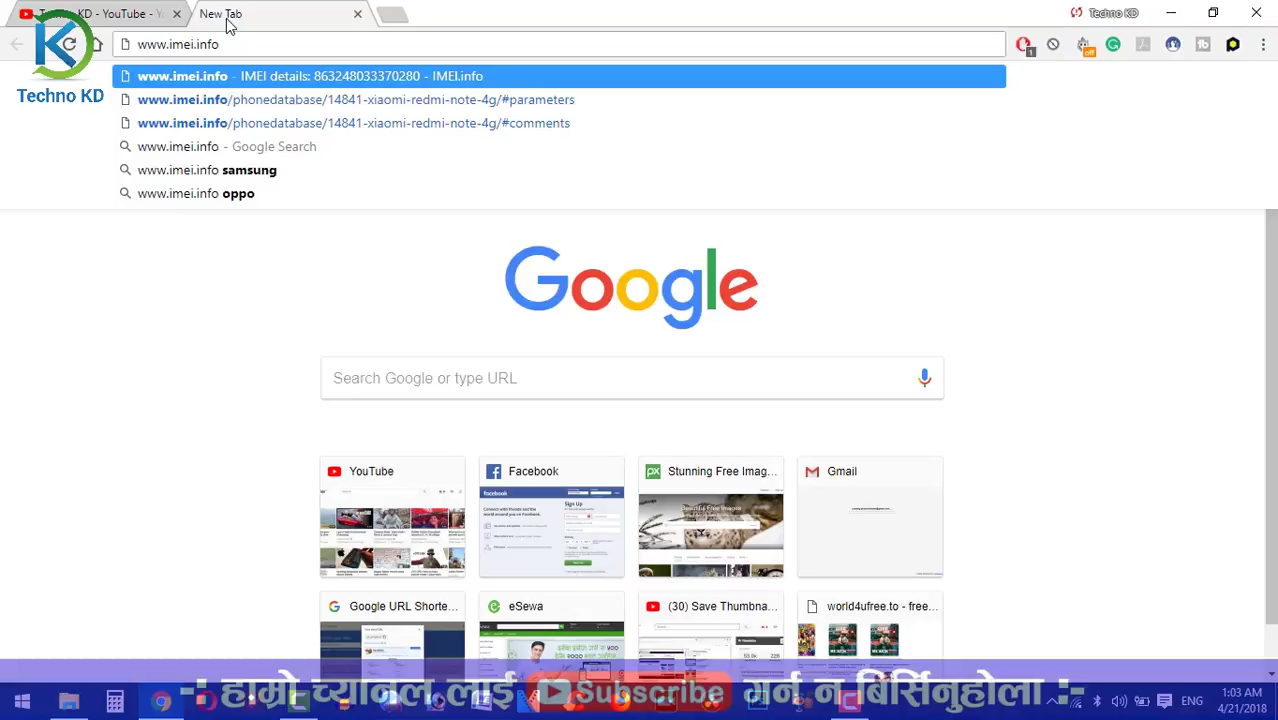 KD - YouTube -
New Tab
Techno KD
www.imei.info
Techno KD
www.imei.info - IMEI details: 863248033370280 - IMEI.info
www.imei.info/phonedatabase/14841-xiaomi-redmi-note-4g/#parameters
www.imei.info/phonedatabase/14841-xiaomi-redmi-note-4g/#comments
www.imei.info - Google Search
www.imei.info samsung
www.imei.info oppo
Google
Search Google or type URL
YouTube
Facebook
Stunning Free Imag...
Gmail
facebook
Sign Up
Google URL Shorte...
eSewa
(30) Save Thumbna...
world4ufree.to - free...
-: हाम्रो च्यानल लाई Subscribe गर्न न बिर्सिनुहोला :-
ENG
1:03 AM
4/21/2018